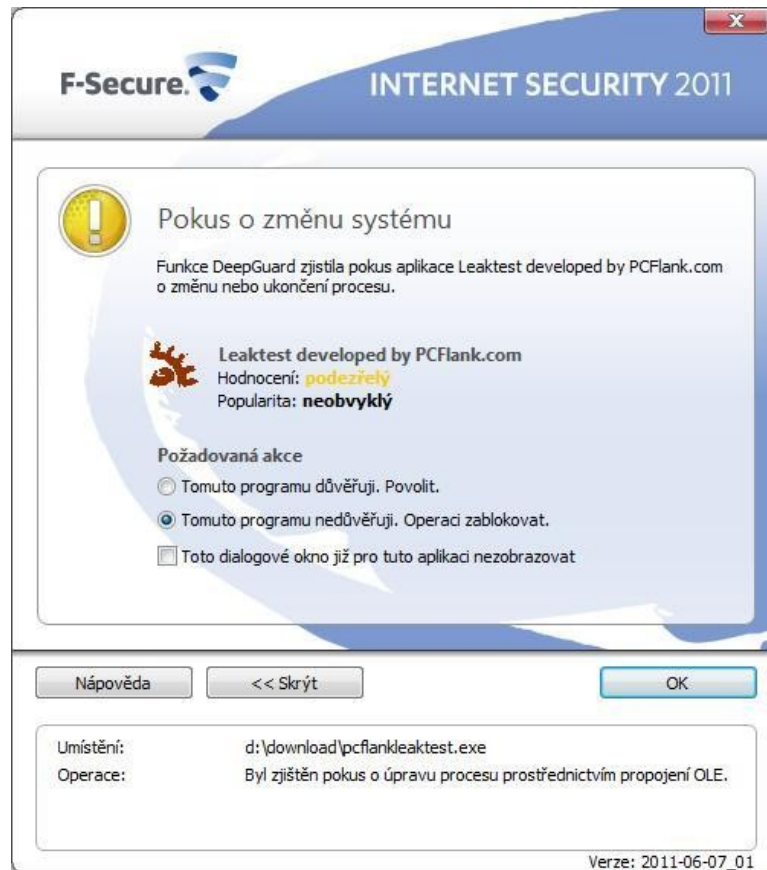 F-Secure.
INTERNET SECURITY 2011
Pokus o změnu systému
Funkce DeepGuard zjistila pokus aplikace Leaktest developed by PCFlank.com
o změnu nebo ukončení procesu.
Leaktest developed by PCFlank.com
Hodnocení: podezřelý
Popularita: neobvyklý
Požadovaná akce
Tomuto programu důvěřuji. Povolit.
Tomuto programu nedůvěřuji. Operaci zablokovat.
Toto dialogové okno již pro tuto aplikaci nezobrazovat
Nápověda
<< Skrýt
OK
Umístění: d:\download\pcflankleaktest.exe
Operace: Byl zjištěn pokus o úpravu procesu prostřednictvím propojení OLE.
Verze: 2011-06-07_01